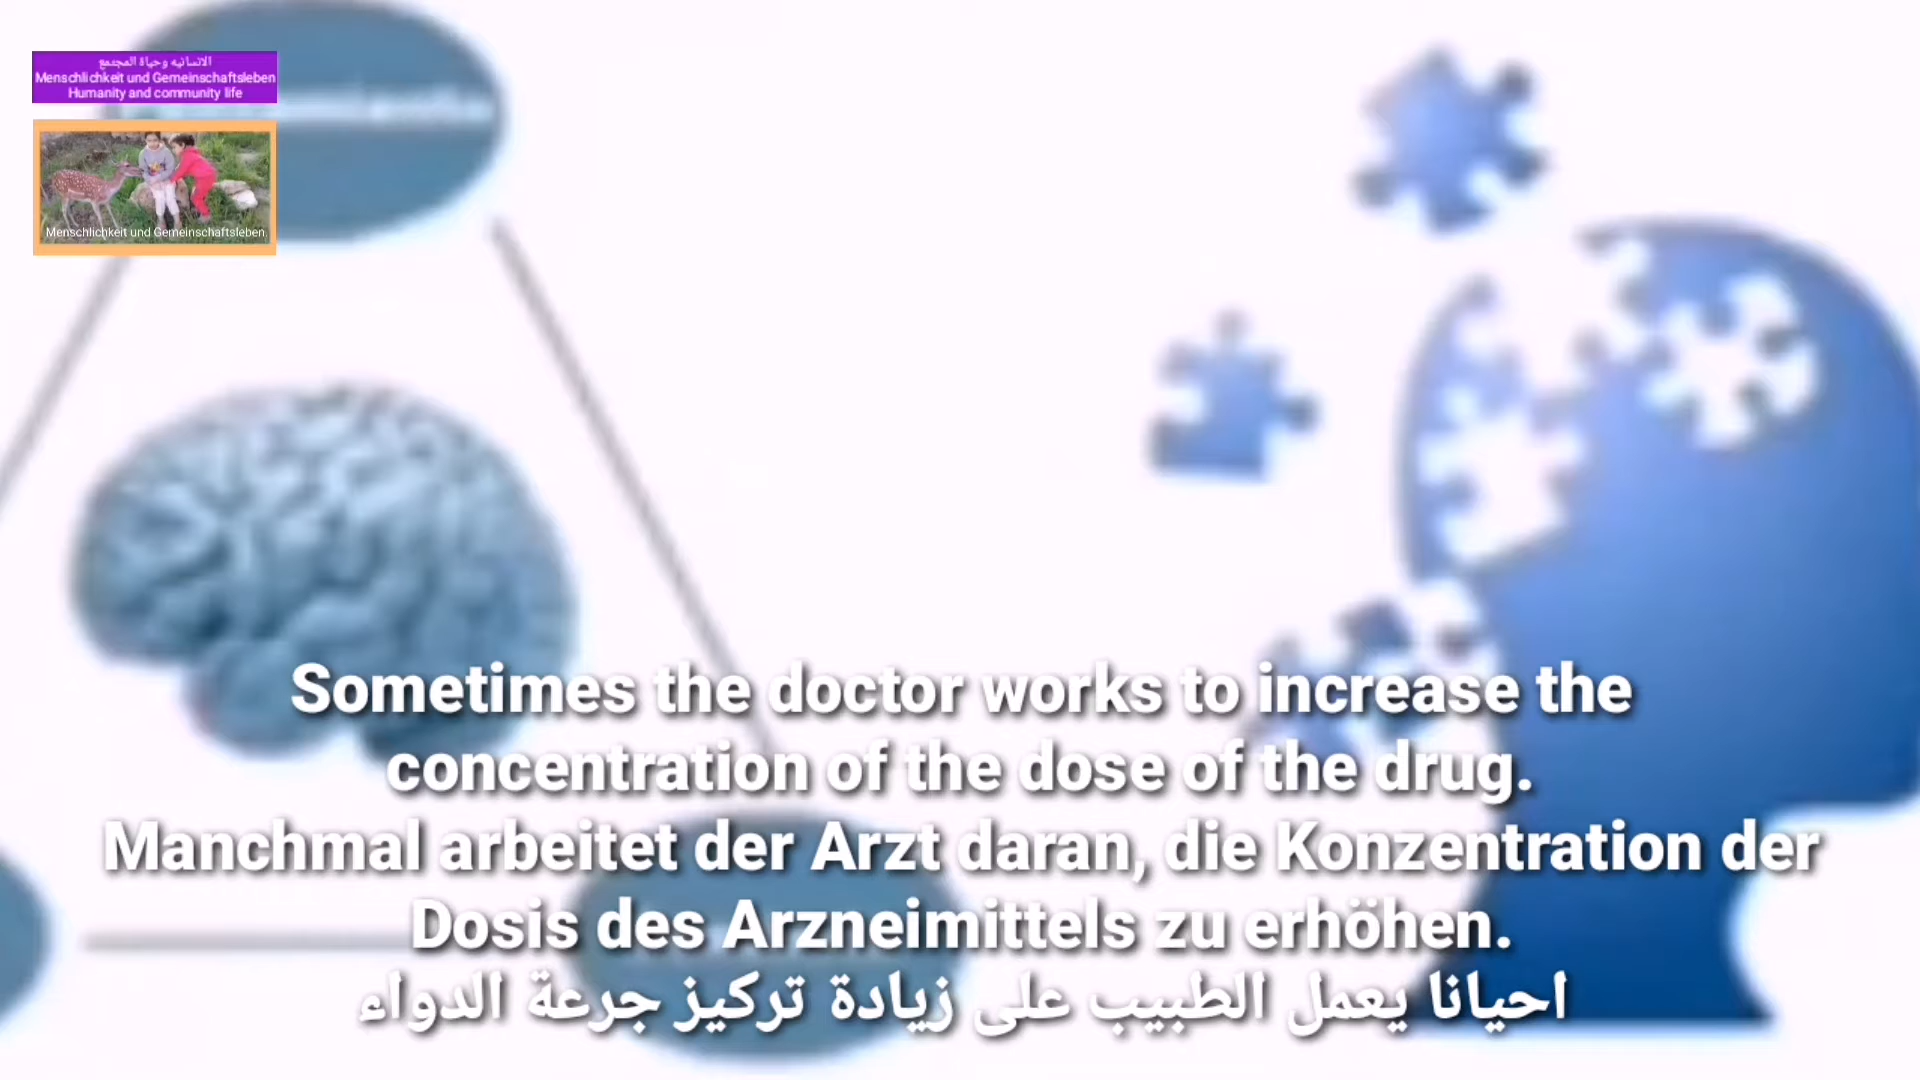 الانسانيه وحياة المجتمع
Menschlichkeit und Gemeinschaftsleben
Humanity and community life
Menschlichkeit und Gemeinschaftsleben
Sometimes the doctor works to increase the
concentration of the dose of the drug.
Manchmal arbeitet der Arzt daran, die Konzentration der
Dosis des Arzneimittels zu erhöhen.
احيانا يعمل الطبيب على زيادة تركيز جرعة الدواء